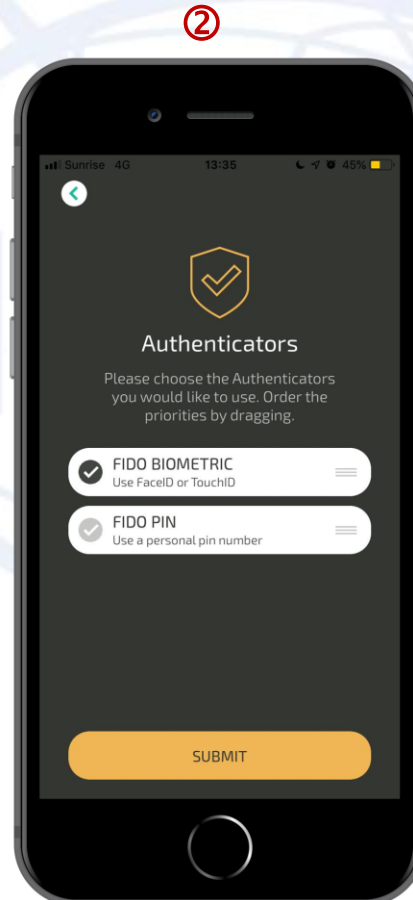 ②
Sunrise 4G 13:35 45%
Authenticators
Please choose the Authenticators
you would like to use. Order the
priorities by dragging.
FIDO BIOMETRIC
Use FaceID or TouchID
FIDO PIN
Use a personal pin number
SUBMIT